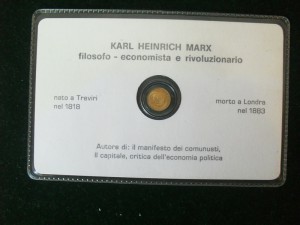 KARL HEINRICH MARX
filosofo - economista e rivoluzionario
nato a Treviri
nel 1818
morto a Londra
nel 1883
Autore di: il manifesto dei comunisti,
il capitale, critica dell'economia politica